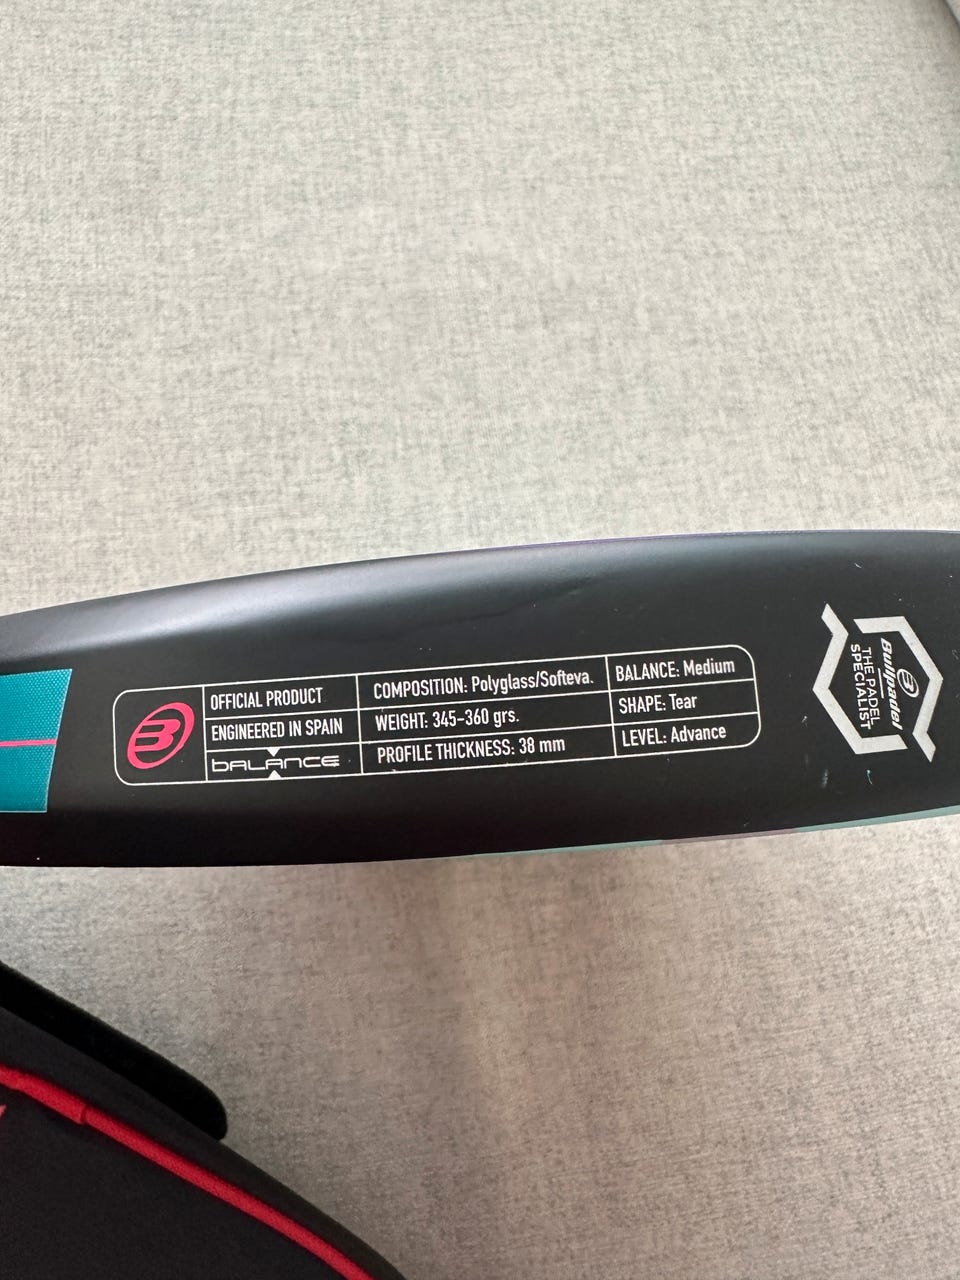 OFFICIAL PRODUCT
ENGINEERED IN SPAIN
BALANCE
COMPOSITION: Polyglass/Softeva.
WEIGHT: 345-360 grs.
PROFILE THICKNESS: 38 mm
BALANCE: Medium
SHAPE: Tear
LEVEL: Advance
Bullpadel
THE PADEL
SPECIALIST